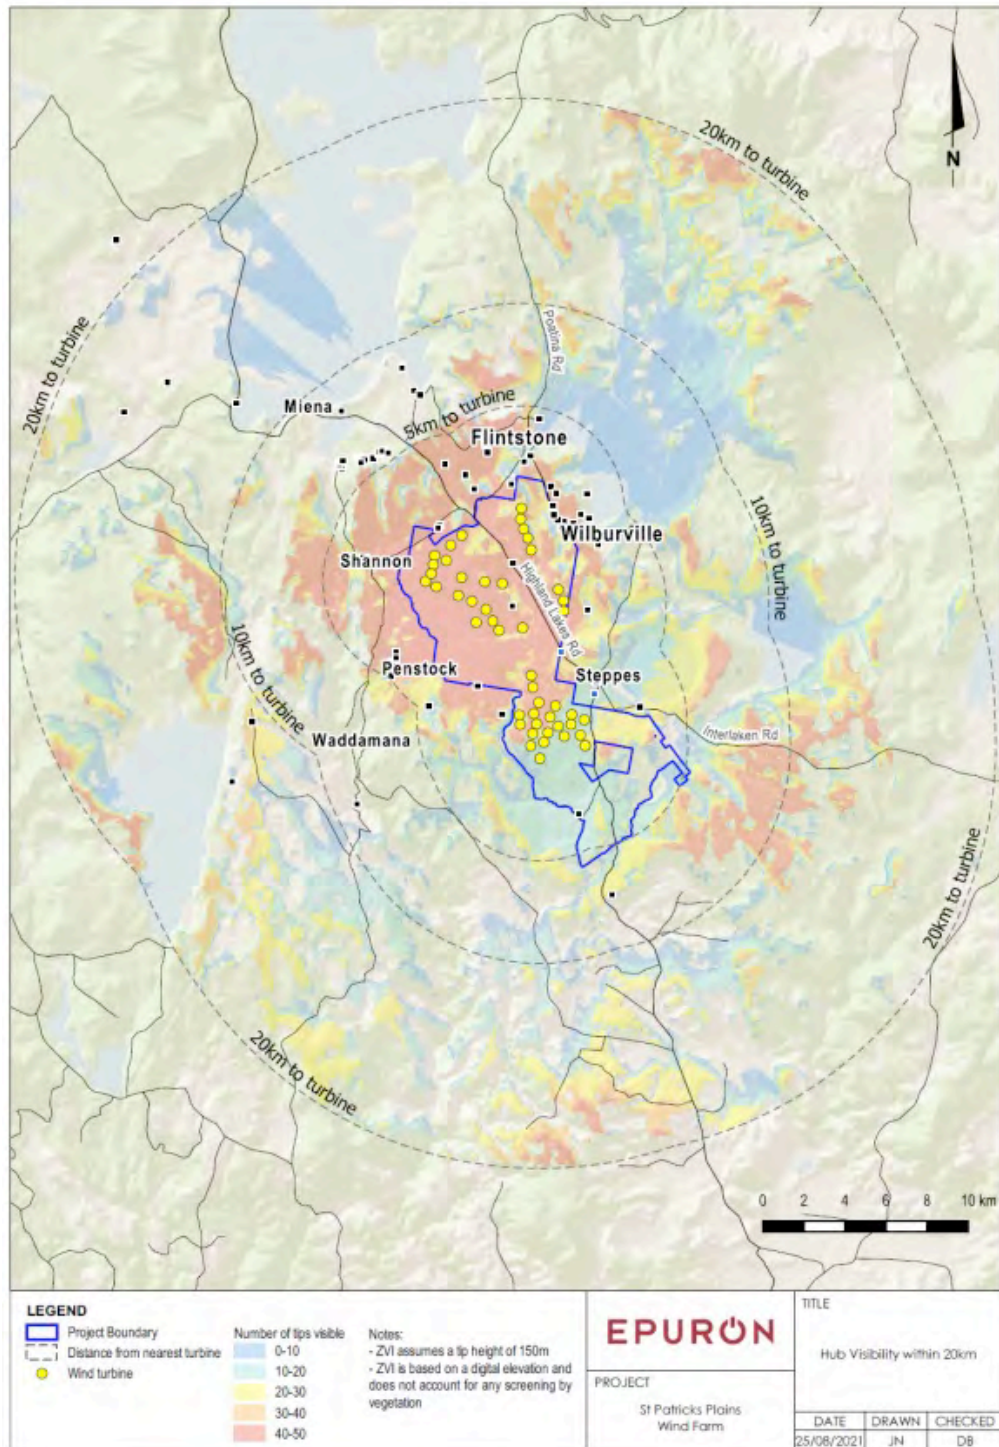 20km to turbine
N
20km to turbine
Poatina Rd
Miena
5km to turbine
Flintstone
10km to turbine
Wilburville
Shannon
Highland Lakes Rd
10km to turbine
Penstock
Steppes
Waddamana
Interlaken Rd
20km to turbine
20km to turbine
0 2 4 6 8 10 km
LEGEND
Project Boundary
Distance from nearest turbine
Wind turbine
Number of tips visible
0-10
10-20
20-30
30-40
40-50
Notes:
- ZVI assumes a tip height of 150m
- ZVI is based on a digital elevation and
does not account for any screening by
vegetation
EPURON
PROJECT
St Patricks Plains
Wind Farm
TITLE
Hub Visibility within 20km
DATE DRAWN CHECKED
25/08/2021 JN DB